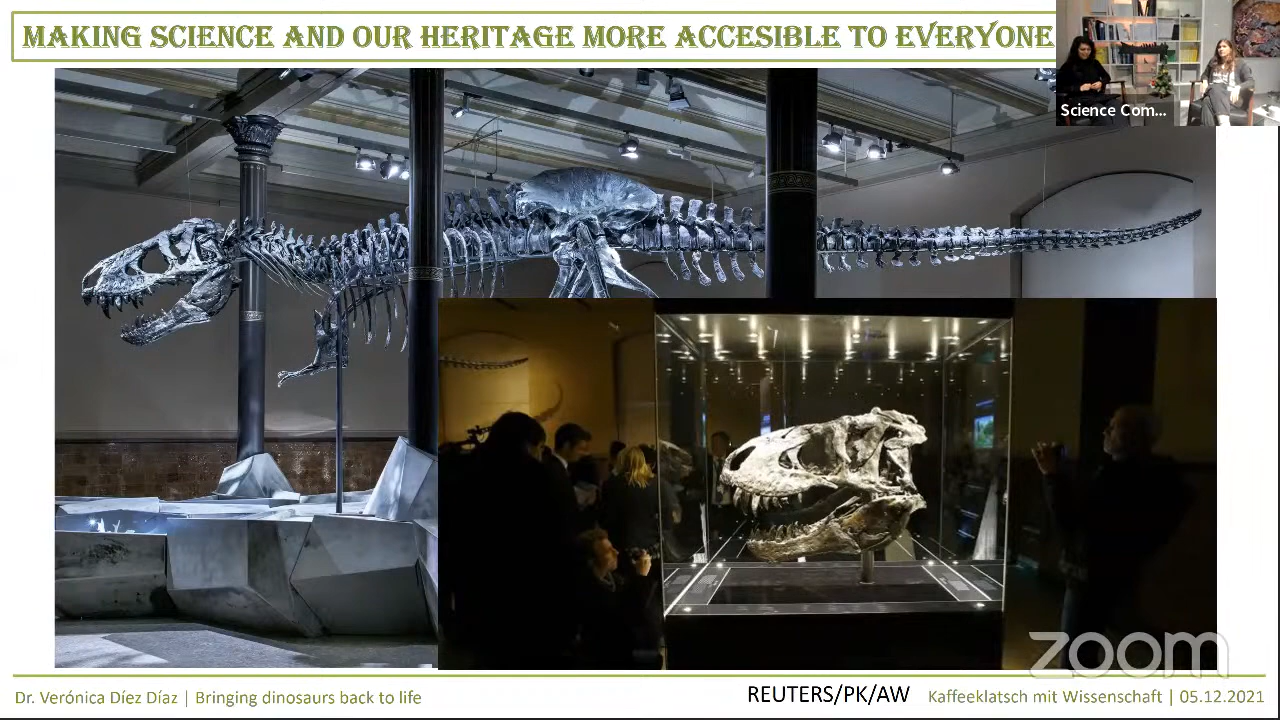 MAKING SCIENCE AND OUR HERITAGE MORE ACCESIBLE TO EVERYONE
Science Com...
zoom
Dr. Verónica Díez Díaz | Bringing dinosaurs back to life
REUTERS/PK/AW
Kaffeeklatsch mit Wissenschaft | 05.12.2021